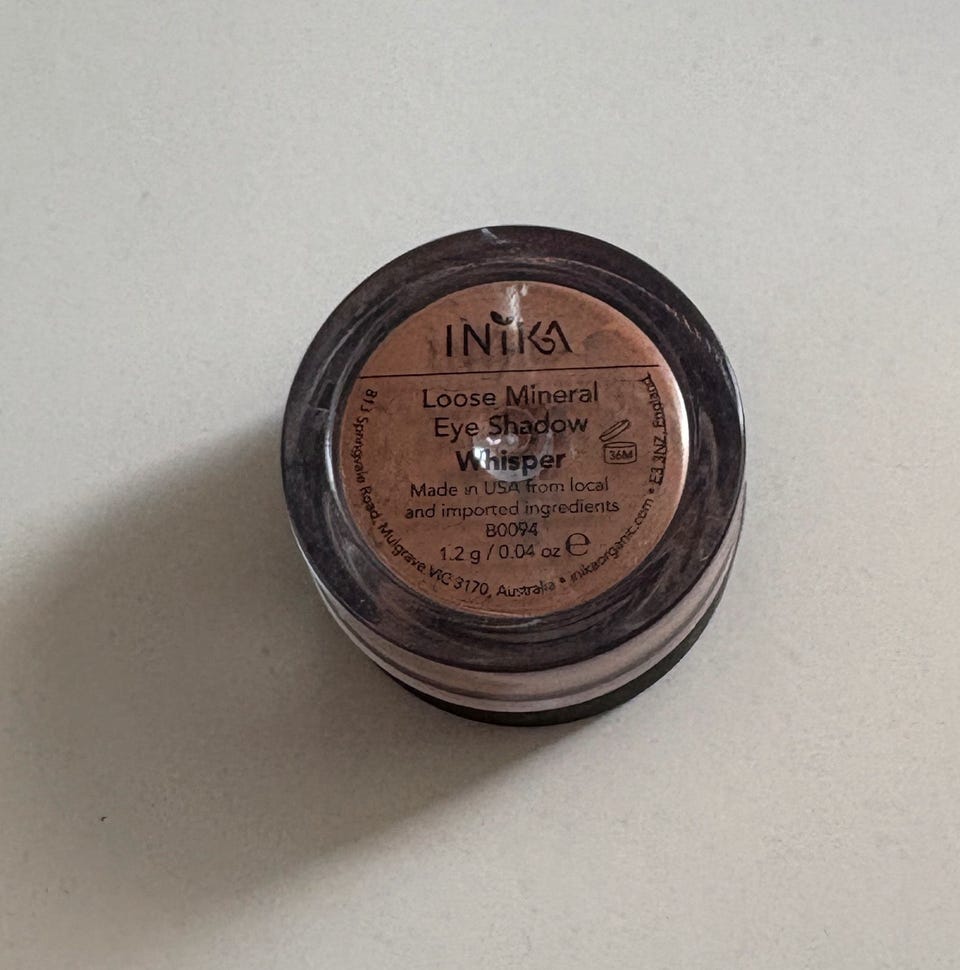 INIKA
Loose Mineral
Eye Shadow
Whisper
36M
Made in USA from local
and imported ingredients
B0094
1.2 g / 0.04 oz ℮
813 Springvale Road, Mulgrave VIC 3170, Australia • inikaorganic.com • E3 3NZ, England